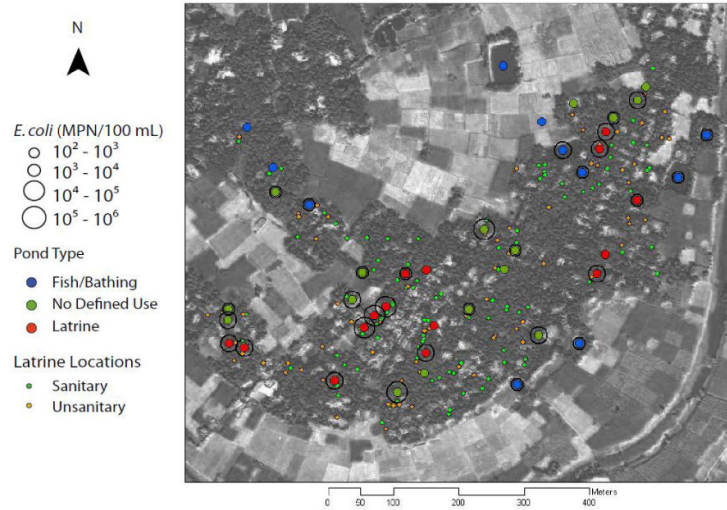 N
E. coli (MPN/100 mL)
10² - 10³
10³ - 10⁴
10⁴ - 10⁵
10⁵ - 10⁶
Pond Type
Fish/Bathing
No Defined Use
Latrine
Latrine Locations
Sanitary
Unsanitary
Meters
0 50 100 200 300 400